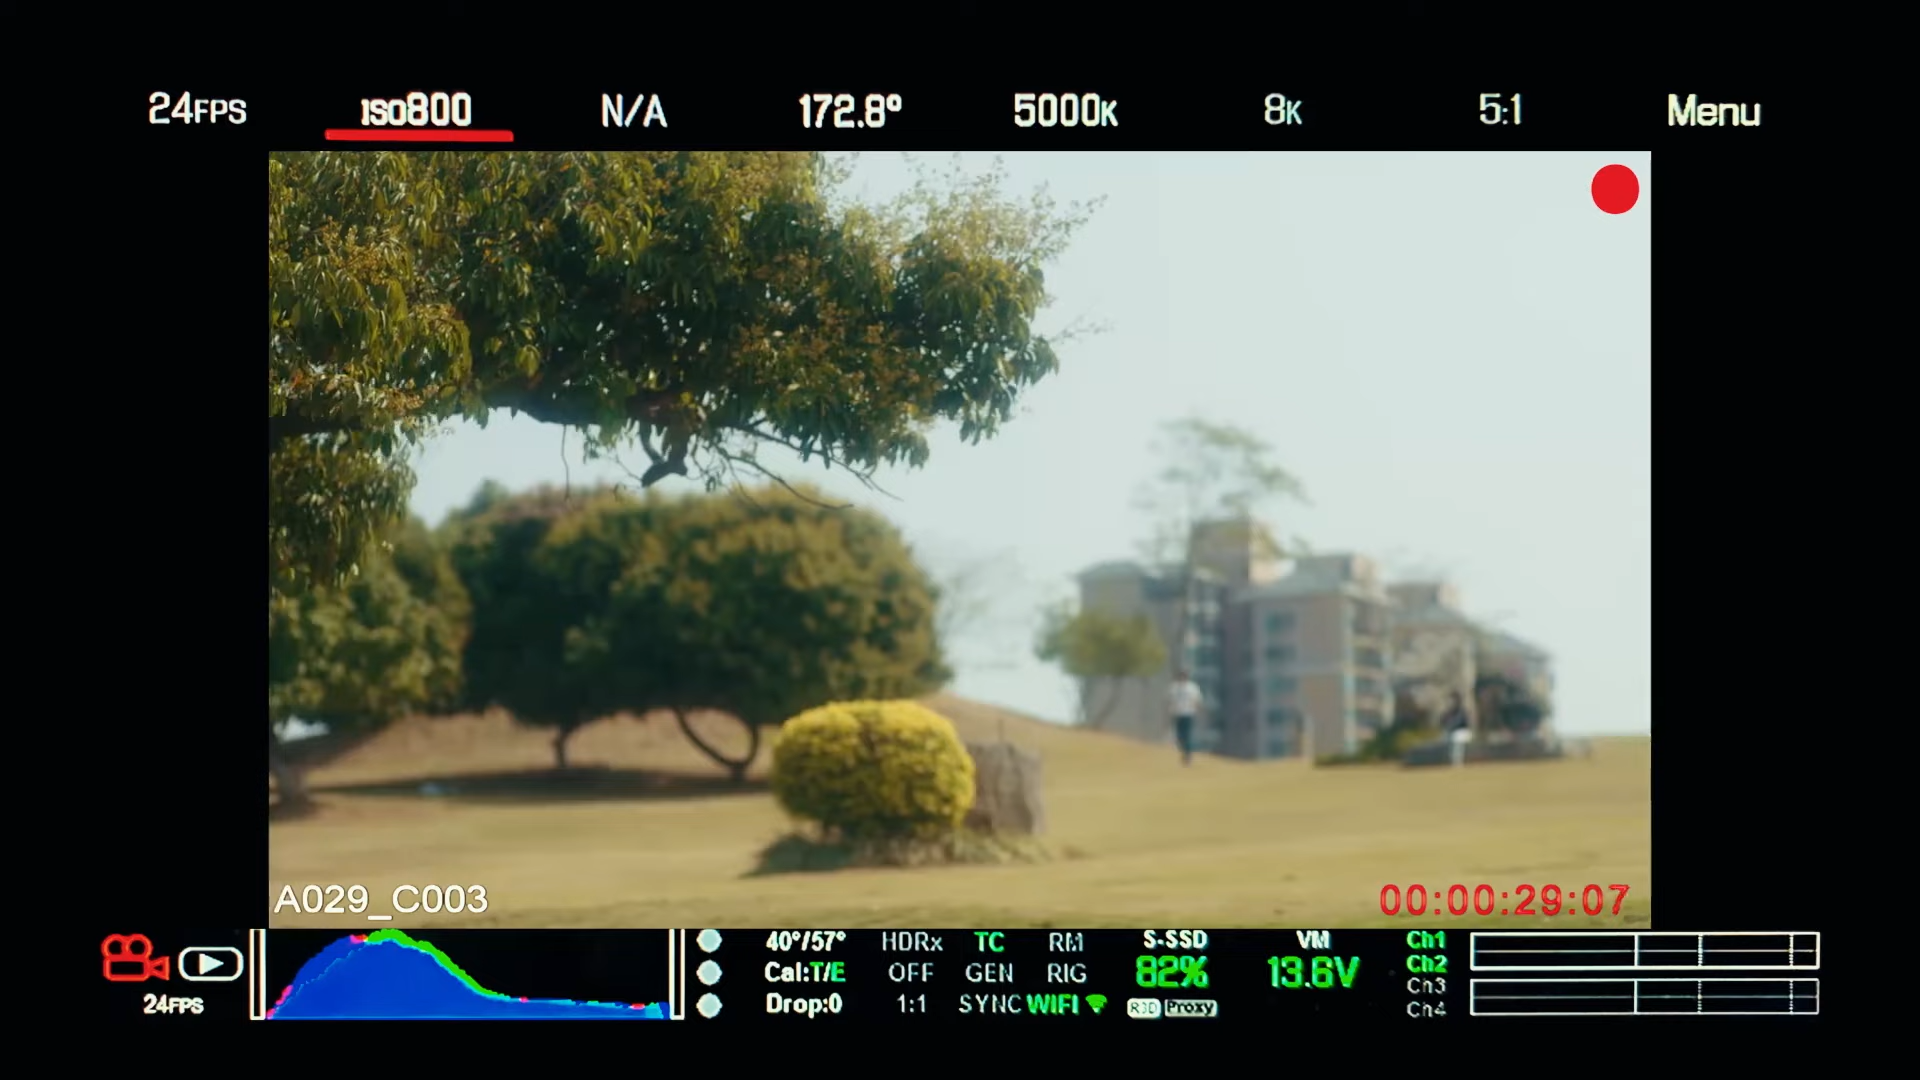 24FPS ISO800 N/A 172.8° 5000K 8K 5:1 Menu
A029_C003
00:00:29:07
24FPS
40°/57° HDRx TC RM S-SSD VM Ch1
Cal:T/E OFF GEN RIG 82% 13.6V Ch2
Ch3
Drop:0 1:1 SYNC WIFI R3D Proxy Ch4